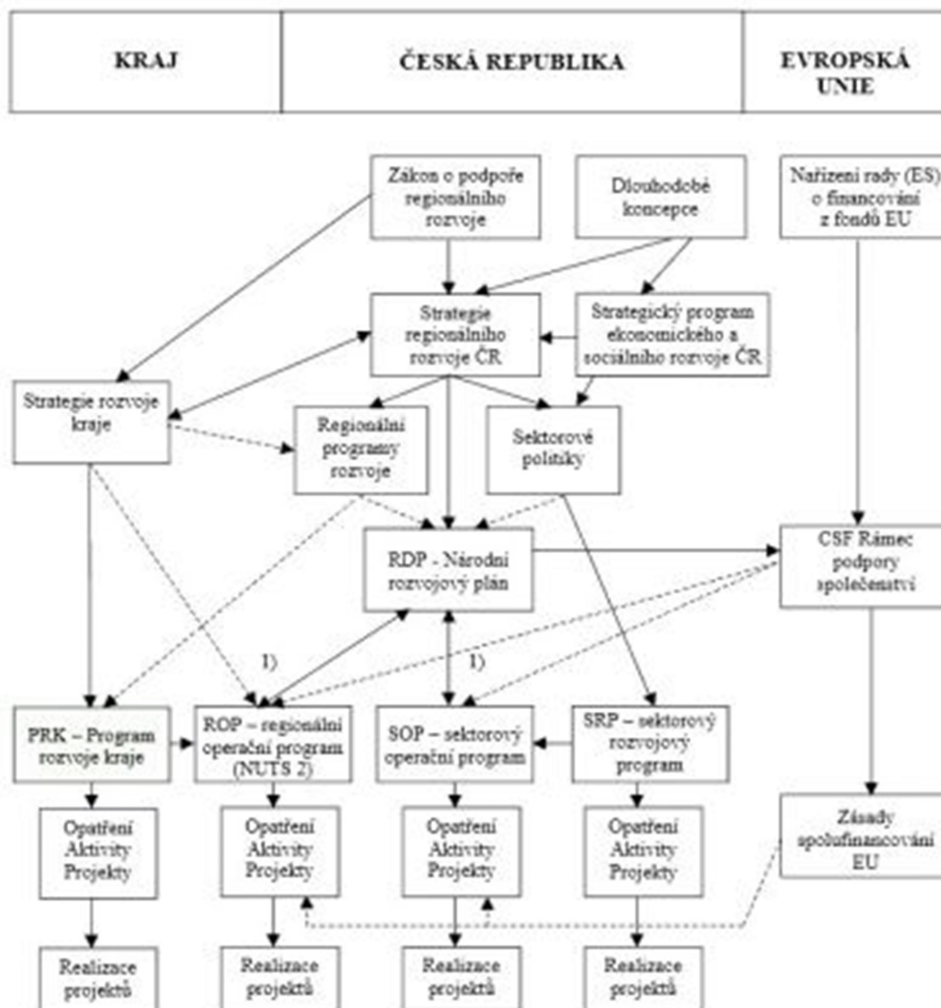 KRAJ
ČESKÁ REPUBLIKA
EVROPSKÁ
UNIE
Zákon o podpoře
regionálního
rozvoje
Dlouhodobé
koncepce
Nařízení rady (ES)
o financování
z fondů EU
Strategie
regionálního
rozvoje ČR
Strategický program
ekonomického a
sociálního rozvoje ČR
Strategie rozvoje
kraje
Regionální
programy
rozvoje
Sektorové
politiky
RDP - Národní
rozvojový plán
CSF Rámec
podpory
společenství
1)
1)
PRK – Program
rozvoje kraje
ROP – regionální
operační program
(NUTS 2)
SOP – sektorový
operační program
SRP – sektorový
rozvojový
program
Opatření
Aktivity
Projekty
Opatření
Aktivity
Projekty
Opatření
Aktivity
Projekty
Opatření
Aktivity
Projekty
Zásady
spolufinancování
EU
Realizace
projektů
Realizace
projektů
Realizace
projektů
Realizace
projektů